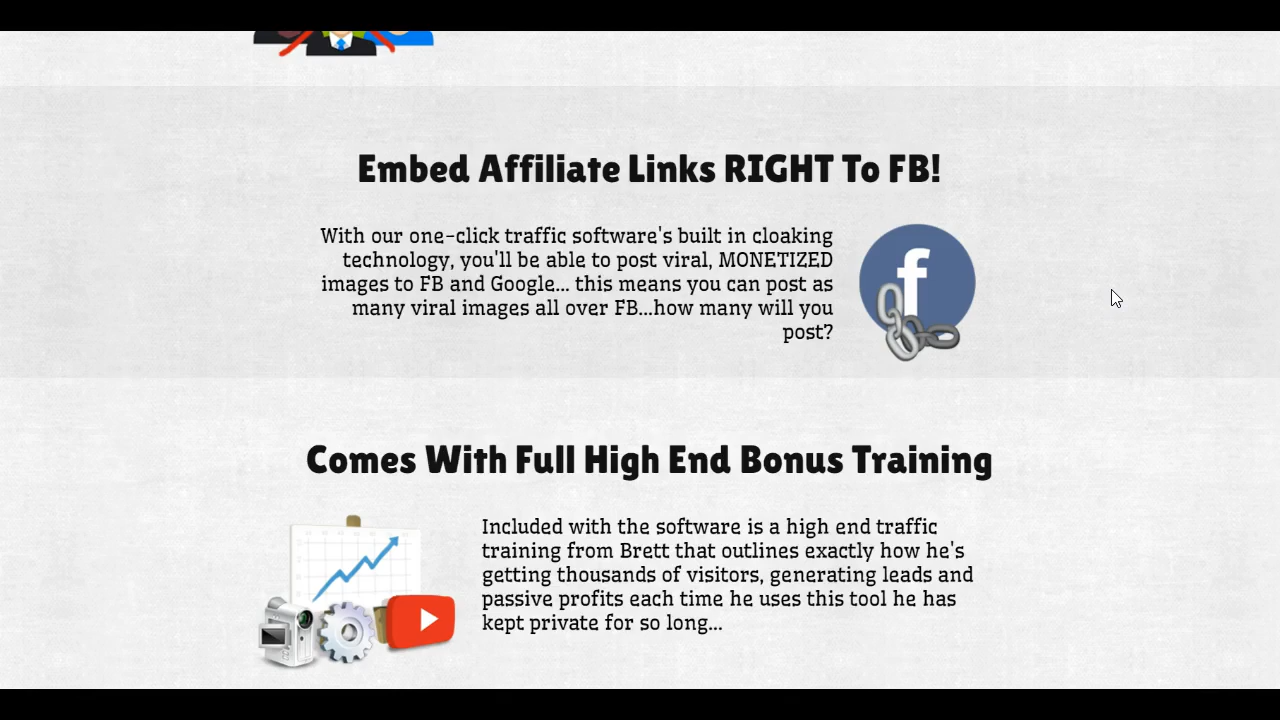 Embed Affiliate Links RIGHT To FB!
With our one-click traffic software's built in cloaking
technology, you'll be able to post viral, MONETIZED
images to FB and Google... this means you can post as
many viral images all over FB...how many will you
post?
f
Comes With Full High End Bonus Training
Included with the software is a high end traffic
training from Brett that outlines exactly how he's
getting thousands of visitors, generating leads and
passive profits each time he uses this tool he has
kept private for so long...